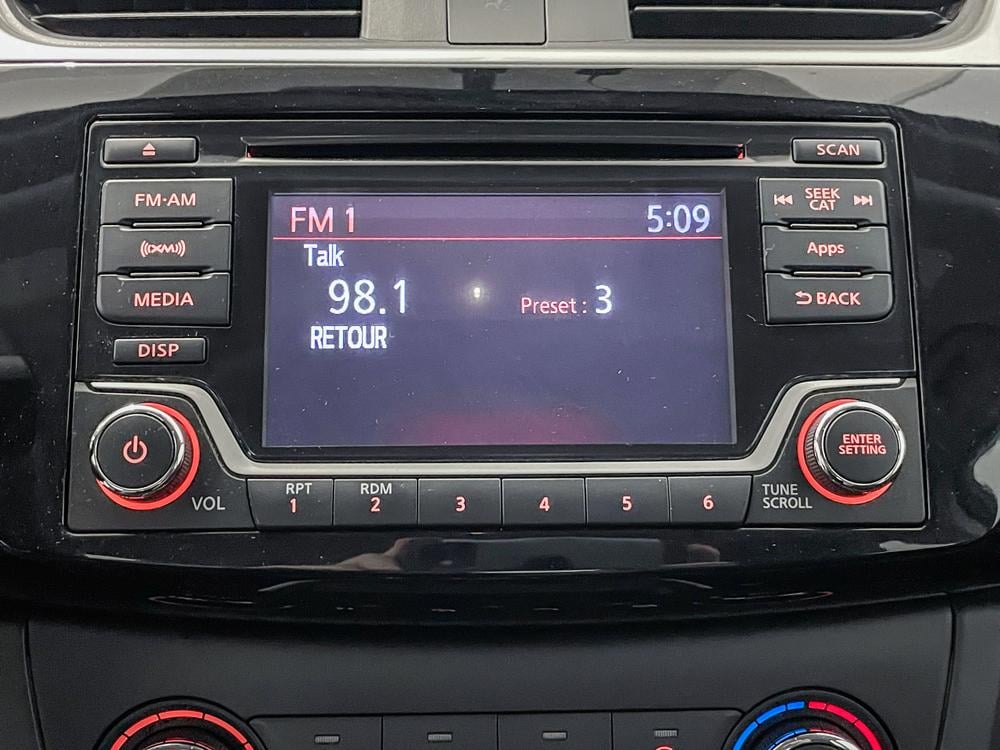 SCAN
FM·AM
SEEK
CAT
FM 1 5:09
Talk
((XM))
Apps
98.1 Preset : 3
MEDIA
BACK
RETOUR
DISP
ENTER
SETTING
VOL
RPT
1
RDM
2
3
4
5
6
TUNE
SCROLL